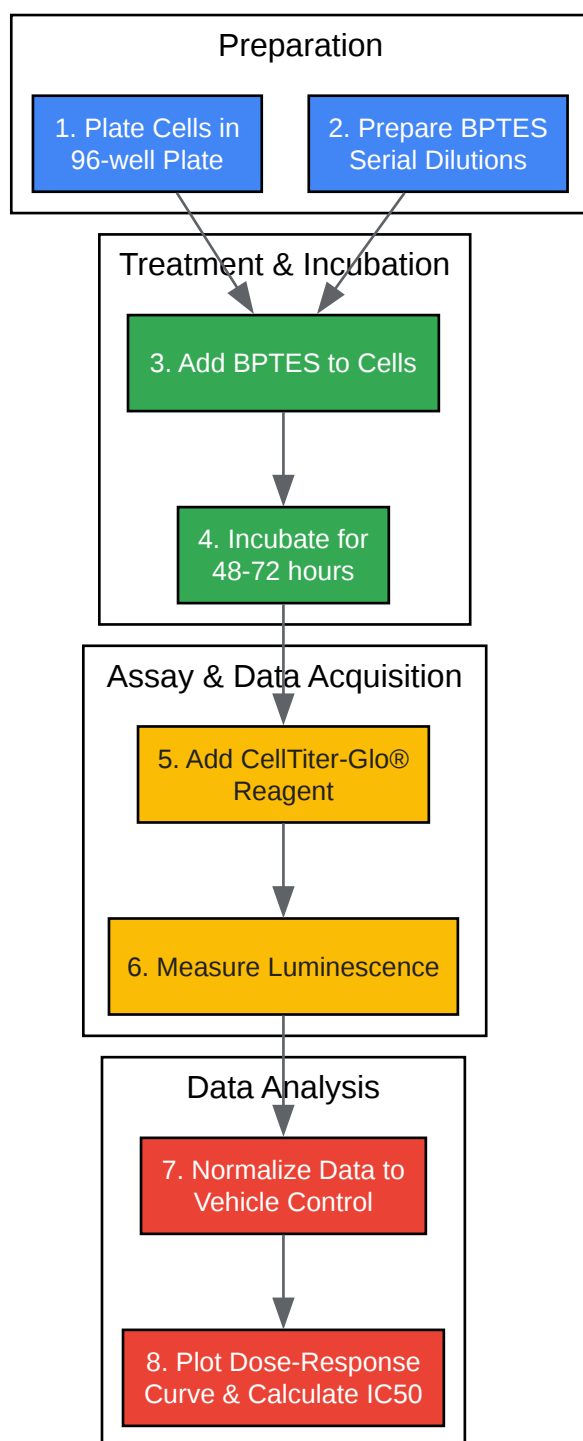 Preparation
1. Plate Cells in
96-well Plate
2. Prepare BPTES
Serial Dilutions
Treatment & Incubation
3. Add BPTES to Cells
4. Incubate for
48-72 hours
Assay & Data Acquisition
5. Add CellTiter-Glo®
Reagent
6. Measure Luminescence
Data Analysis
7. Normalize Data to
Vehicle Control
8. Plot Dose-Response
Curve & Calculate IC50